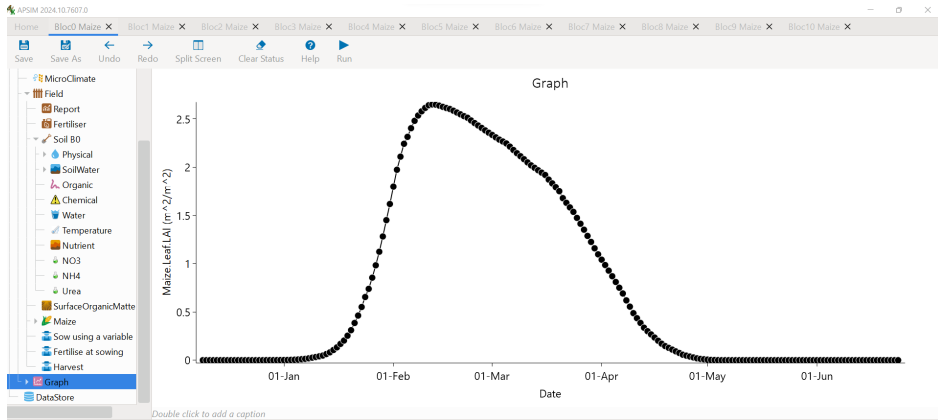 APSIM 2024.10.7607.0
Home Bloc0 Maize Bloc1 Maize Bloc2 Maize Bloc3 Maize Bloc4 Maize Bloc5 Maize Bloc6 Maize Bloc7 Maize Bloc8 Maize Bloc9 Maize Bloc10 Maize
Save Save As Undo Redo Split Screen Clear Status Help Run
MicroClimate
Field
Report
Fertiliser
Soil B0
Physical
SoilWater
Organic
Chemical
Water
Temperature
Nutrient
NO3
NH4
Urea
SurfaceOrganicMatte
Maize
Sow using a variable
Fertilise at sowing
Harvest
Graph
DataStore
Graph
Maize.Leaf.LAI (m^2/m^2)
2.5
2
1.5
1
0.5
0
01-Jan 01-Feb 01-Mar 01-Apr 01-May 01-Jun
Date
Double click to add a caption